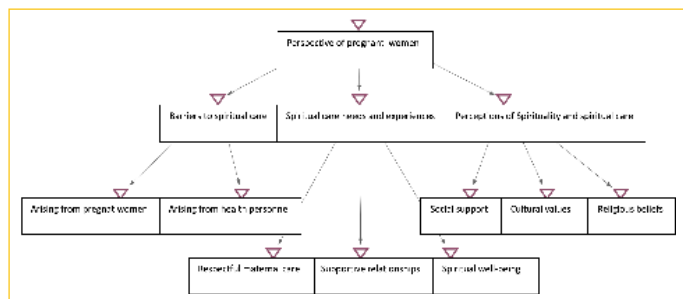 Perspective of pregnant women
Barriers to spiritual care
Spiritual care needs and experiences
Perceptions of Spirituality and spiritual care
Arising from pregnat women
Arising from health personne
Social support
Cultural values
Religious beliefs
Respectful maternal care
Supportive relationships
Spiritual well-being